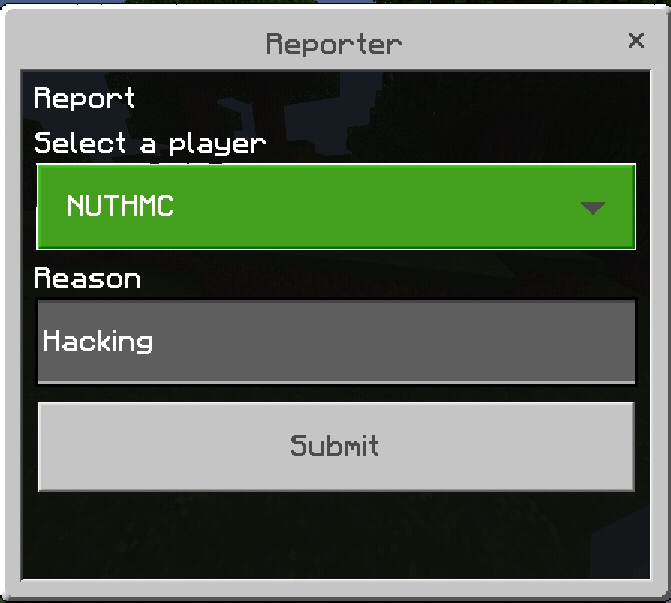 Reporter
Report
Select a player
NUTHMC
Reason
Hacking
Submit